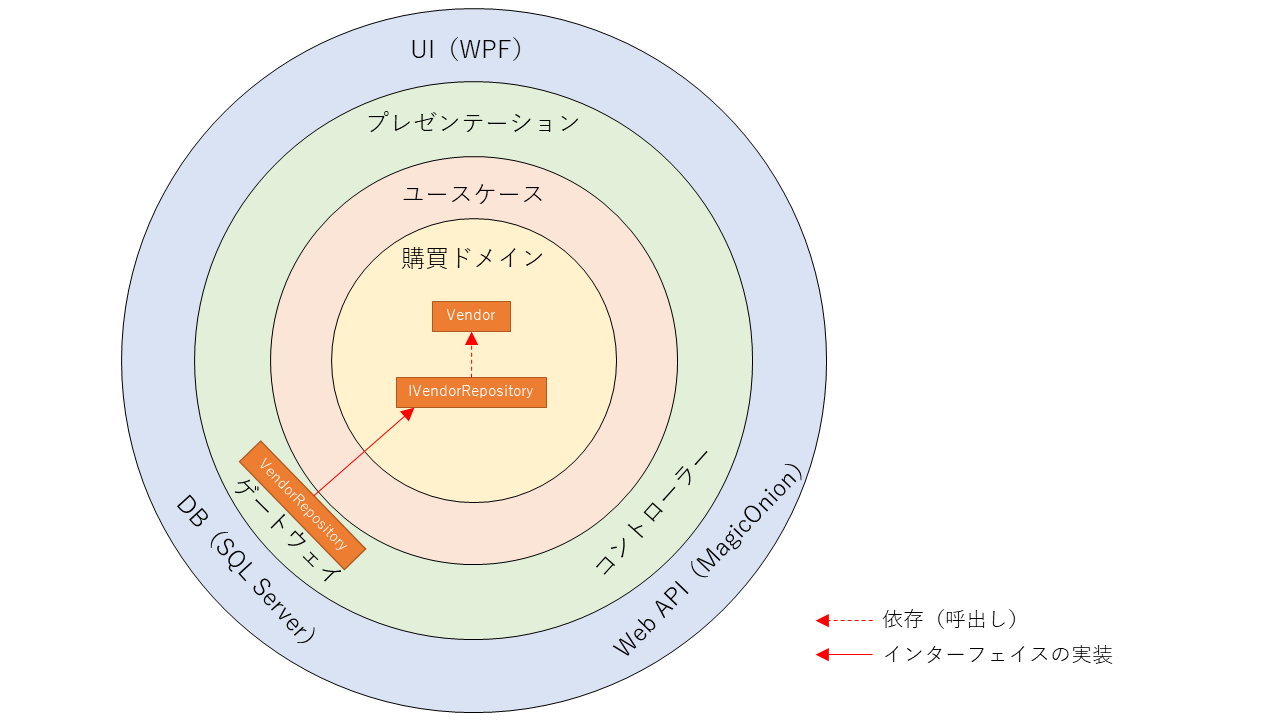 UI（WPF）
プレゼンテーション
ユースケース
購買ドメイン
Vendor
IVendorRepository
VendorRepository
ゲートウェイ
コントローラー
DB（SQL Server）
Web API（MagicOnion）
依存（呼出し）
インターフェイスの実装